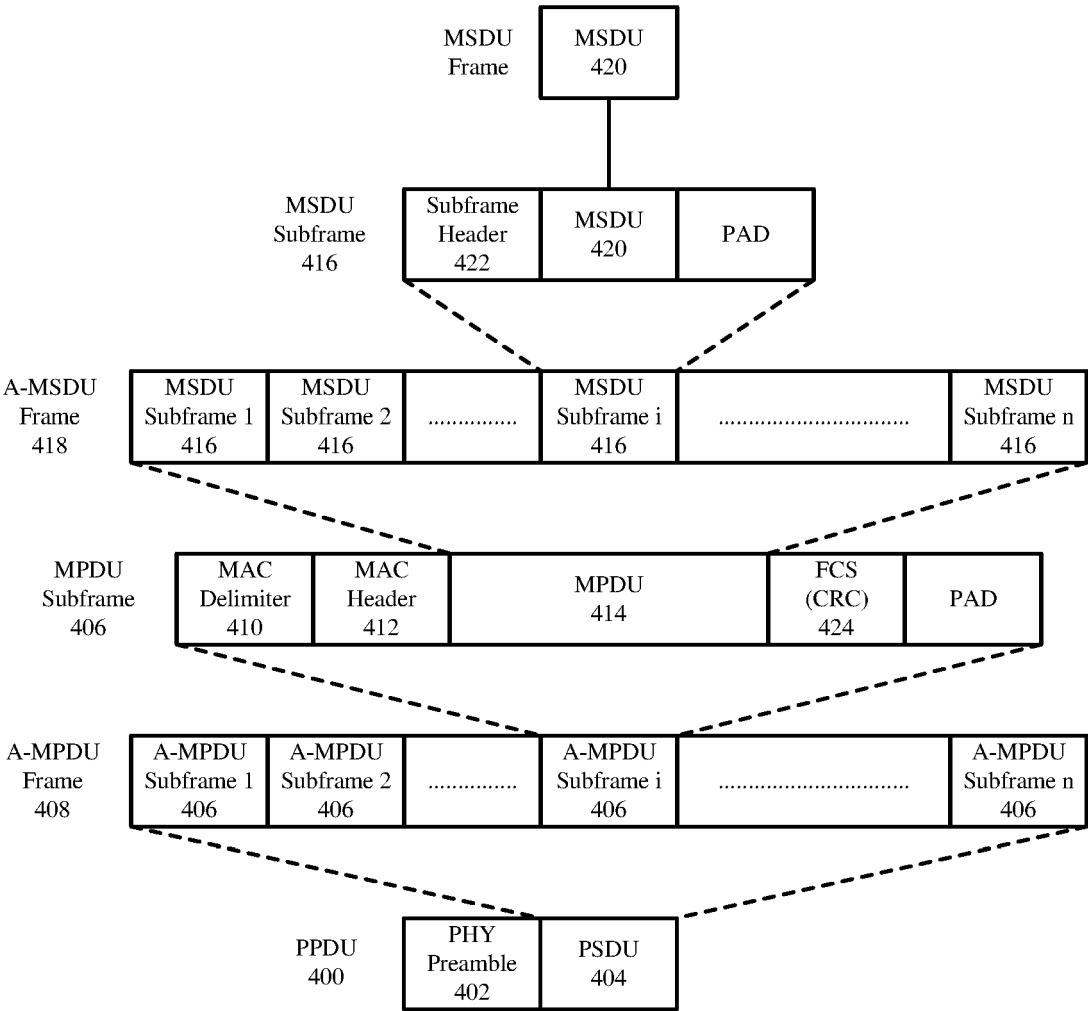 MSDU
Frame
MSDU
420
MSDU
Subframe
416
Subframe
Header
422
MSDU
420
PAD
A-MSDU
Frame
418
MSDU
Subframe 1
416
MSDU
Subframe 2
416
...............
MSDU
Subframe i
416
................................
MSDU
Subframe n
416
MPDU
Subframe
406
MAC
Delimiter
410
MAC
Header
412
MPDU
414
FCS
(CRC)
424
PAD
A-MPDU
Frame
408
A-MPDU
Subframe 1
406
A-MPDU
Subframe 2
406
...............
A-MPDU
Subframe i
406
................................
A-MPDU
Subframe n
406
PPDU
400
PHY
Preamble
402
PSDU
404